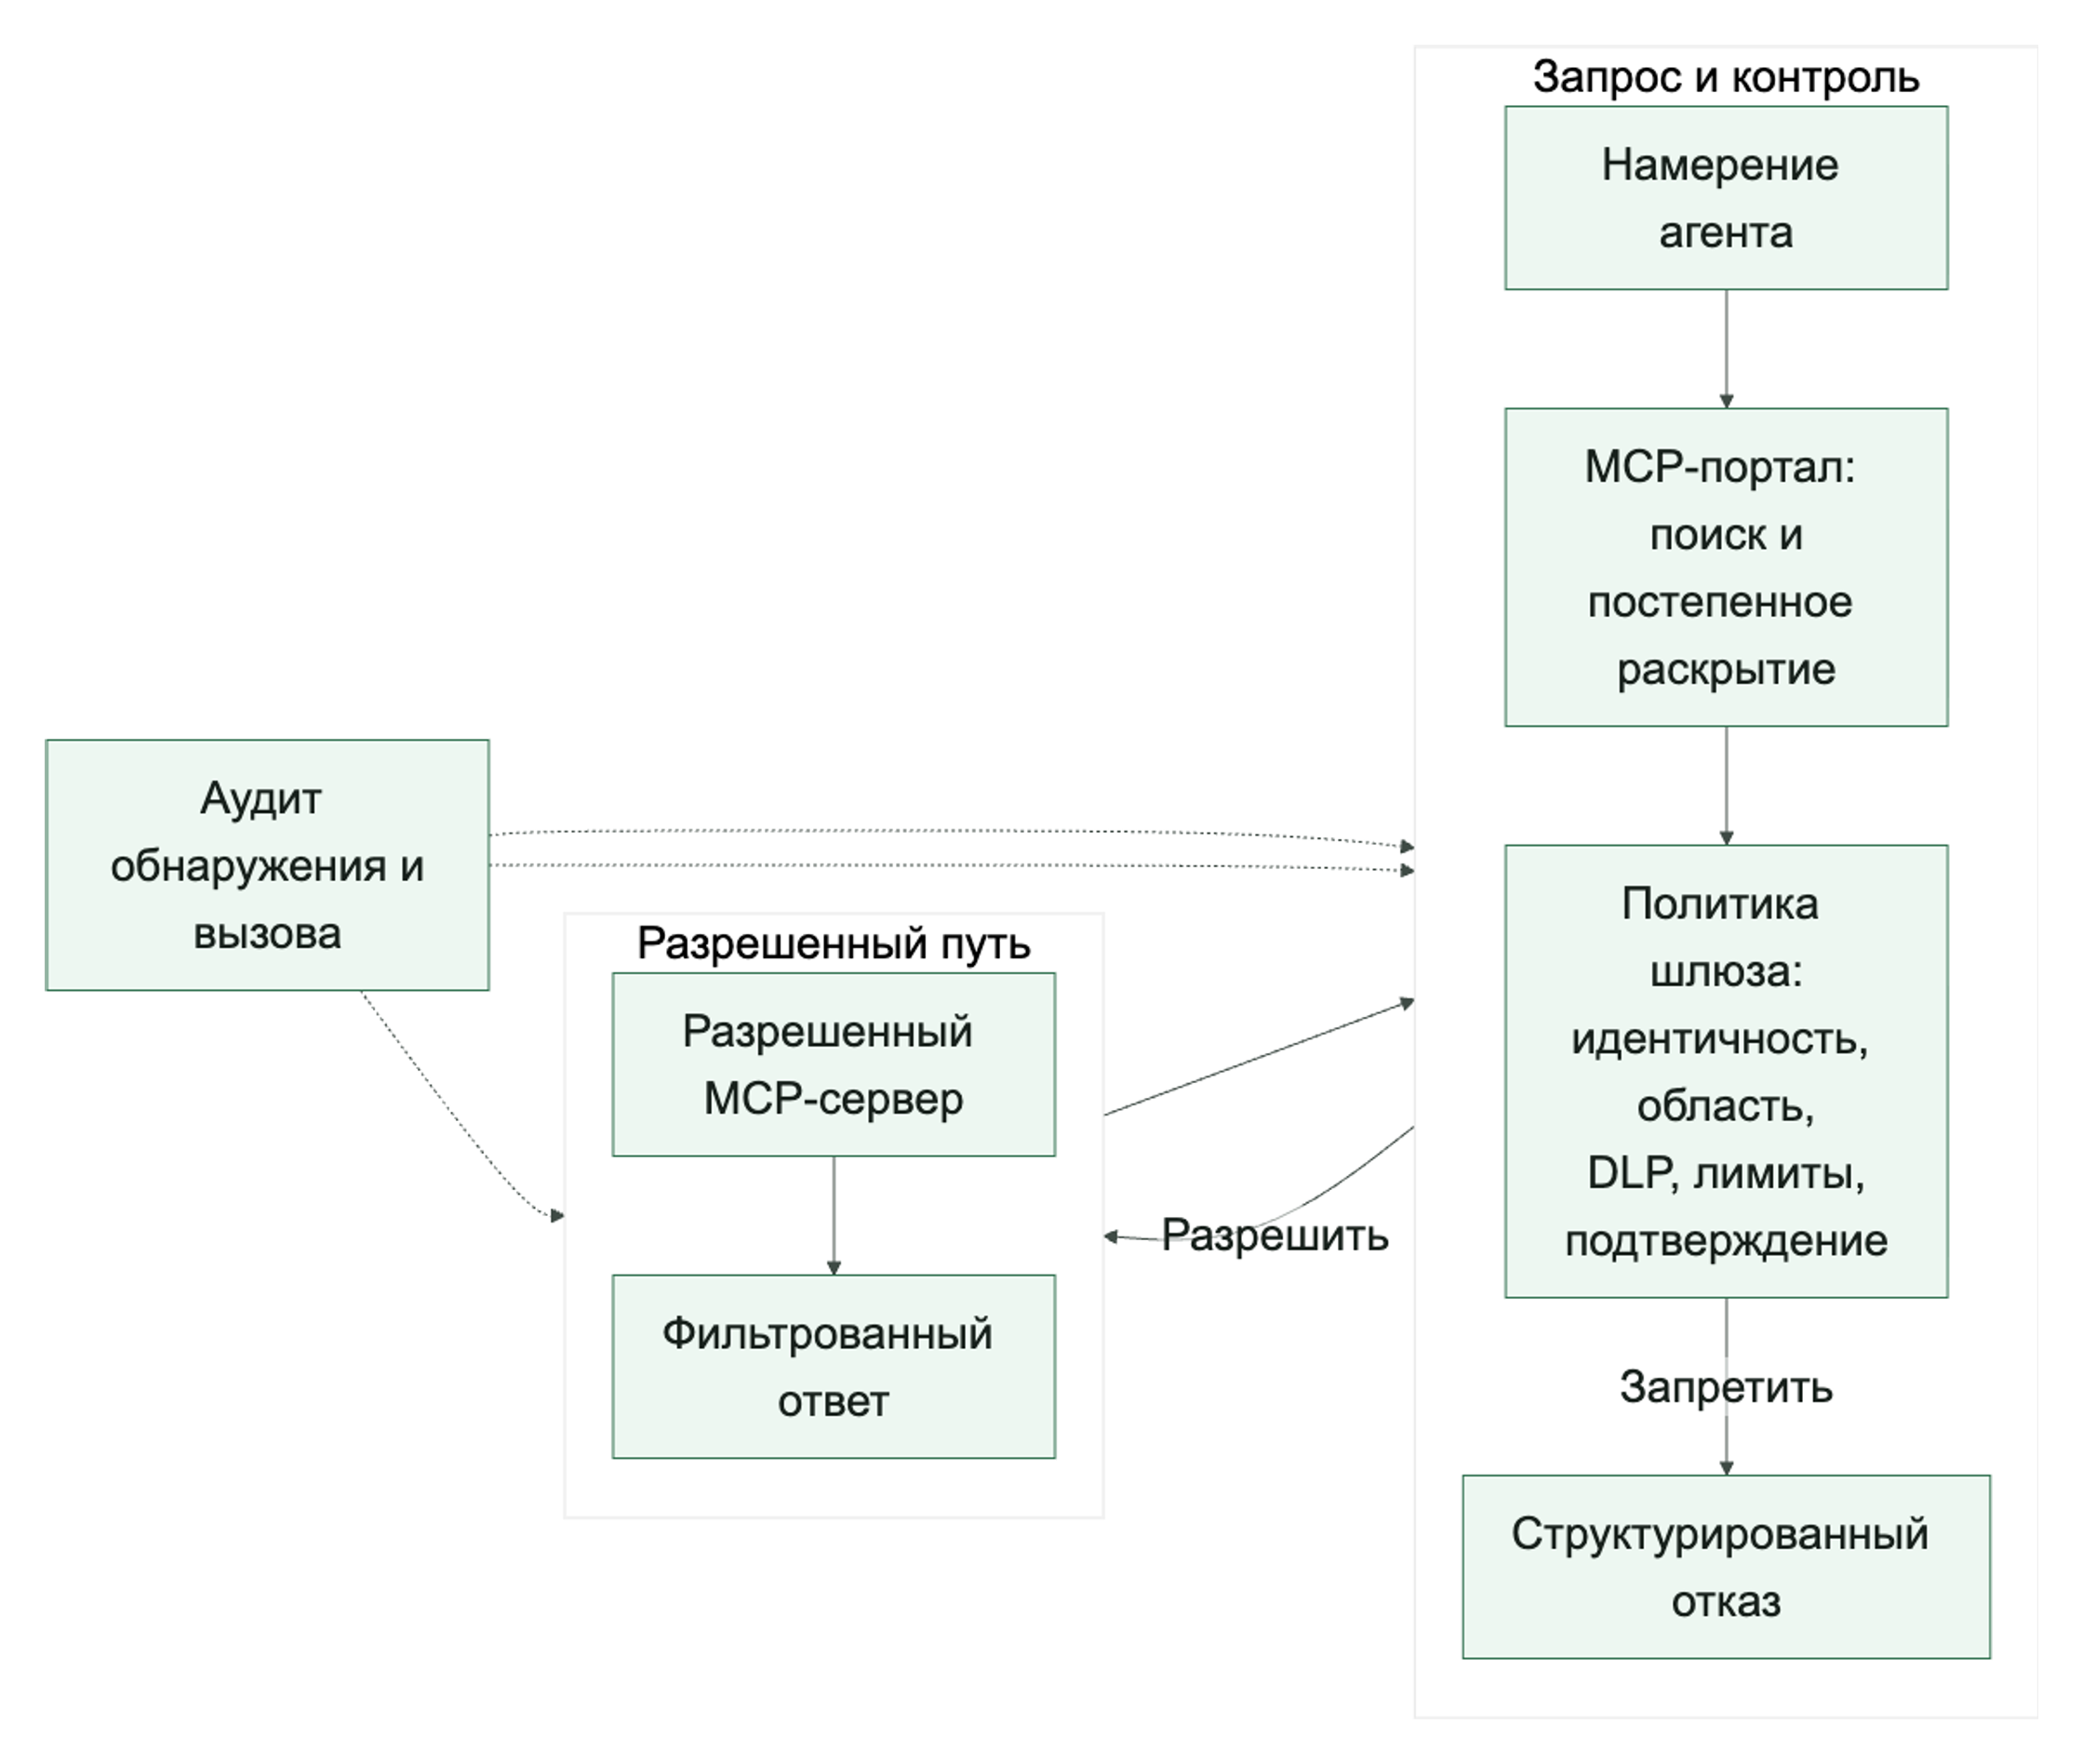 Запрос и контроль
Намерение
агента
MCP-портал:
поиск и
постепенное
раскрытие
Аудит
обнаружения и
вызова
Политика
шлюза:
идентичность,
область,
DLP, лимиты,
подтверждение
Разрешенный путь
Разрешенный
MCP-сервер
Разрешить
Фильтрованный
ответ
Запретить
Структурированный
отказ